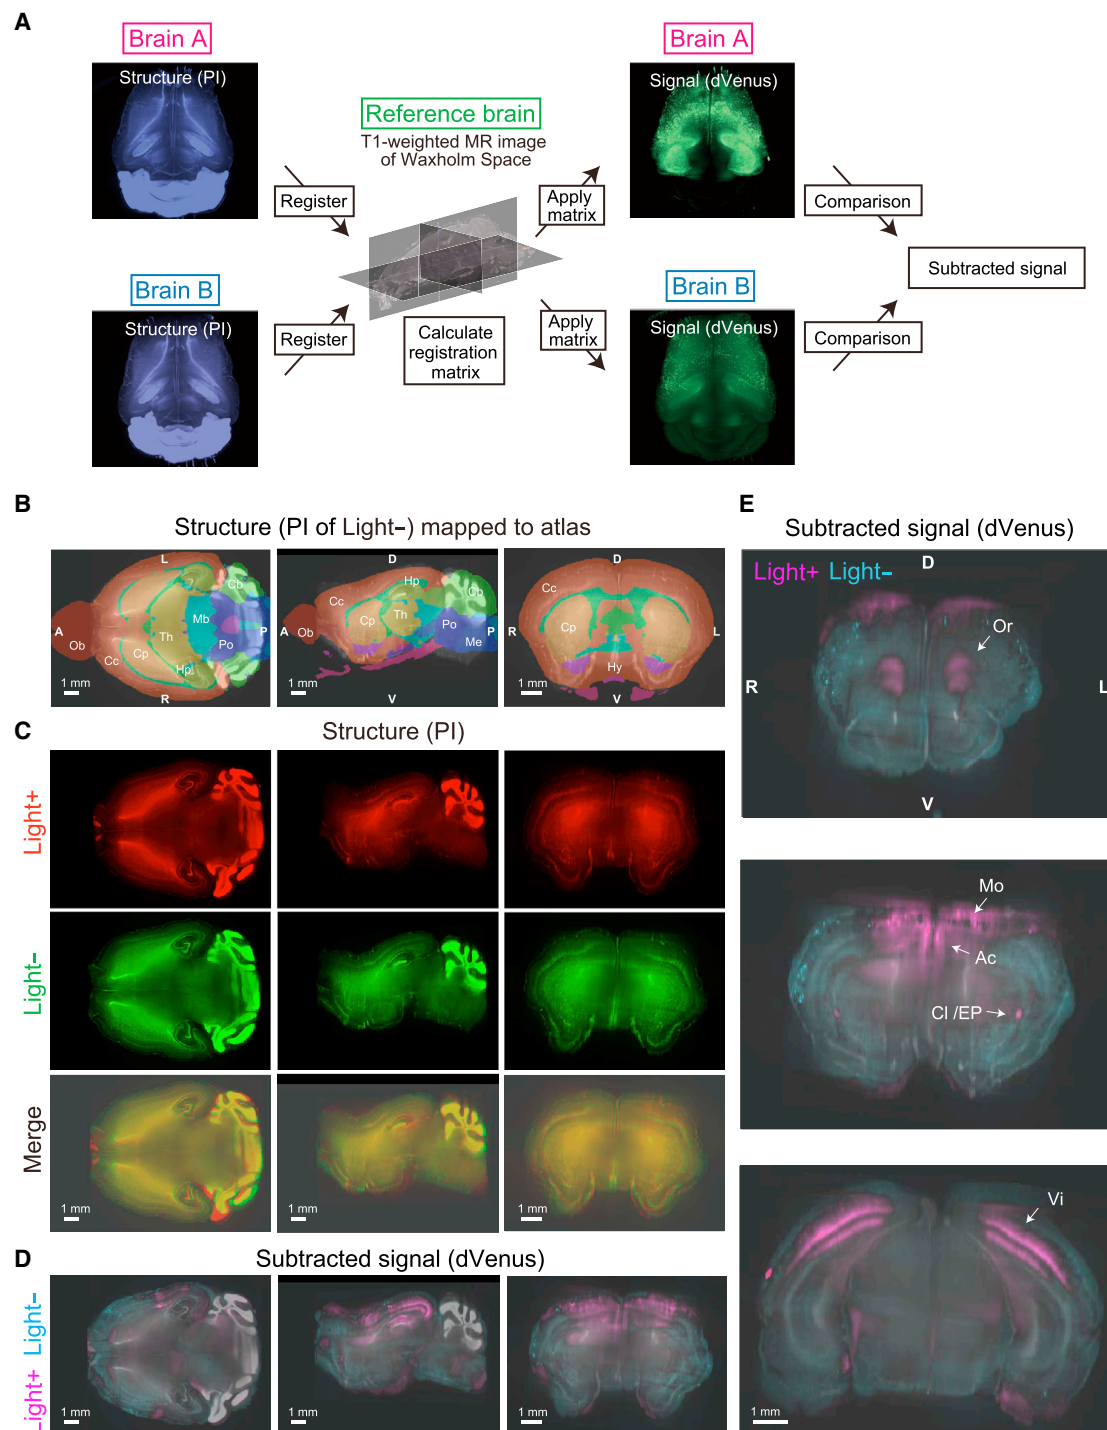 A
Brain A
Structure (PI)
Reference brain
T1-weighted MR image
of Waxholm Space
Brain A
Signal (dVenus)
Register
Apply
matrix
Comparison
Subtracted signal
Brain B
Structure (PI)
Register
Calculate
registration
matrix
Apply
matrix
Brain B
Signal (dVenus)
Comparison
B
Structure (PI of Light–) mapped to atlas
L
Cb
A
Mb
P
Th
Ob
Po
Cp
Cc
Hp
1 mm
R
D
Hp
Cb
Cc
Th
Cp
Po
A
Ob
P
Me
1 mm
V
D
Cc
Cp
R
L
Hy
1 mm
V
C
Structure (PI)
Light+
Light–
Merge
1 mm
1 mm
1 mm
D
Subtracted signal (dVenus)
Light–
ight+
1 mm
1 mm
1 mm
E
Subtracted signal (dVenus)
Light+ Light–
D
Or
R
L
V
Mo
Ac
Cl /EP
Vi
1 mm